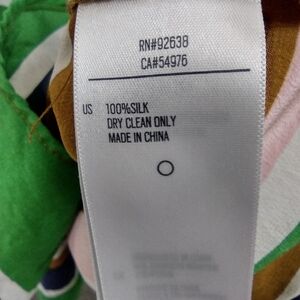 RN#92638
CA#54976
US 100%SILK
DRY CLEAN ONLY
MADE IN CHINA